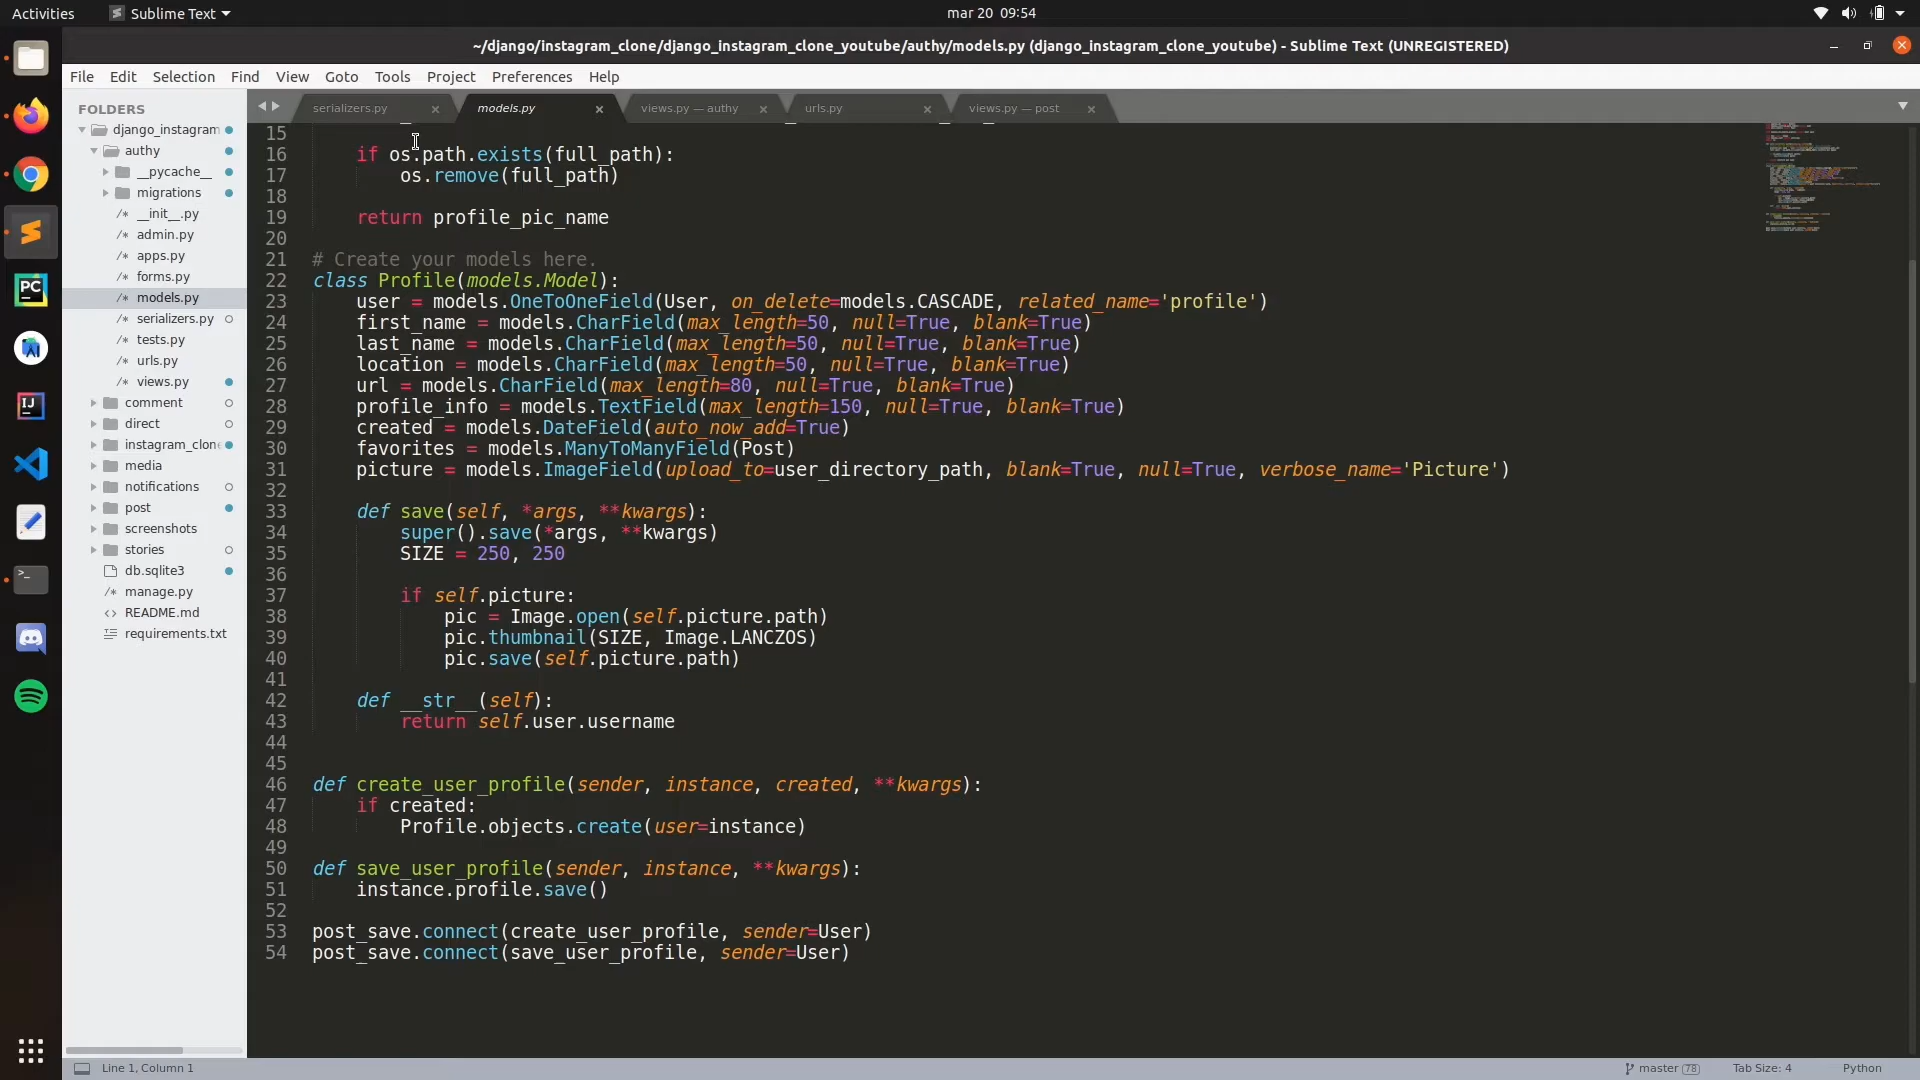 Activities
Sublime Text
mar 20 09:54
~/django/instagram_clone/django_instagram_clone_youtube/authy/models.py (django_instagram_clone_youtube) - Sublime Text (UNREGISTERED)
File Edit Selection Find View Goto Tools Project Preferences Help
FOLDERS
django_instagram
authy
__pycache__
migrations
__init__.py
admin.py
apps.py
forms.py
models.py
serializers.py
tests.py
urls.py
views.py
comment
direct
instagram_clone
media
notifications
post
screenshots
stories
db.sqlite3
manage.py
README.md
requirements.txt
serializers.py
models.py
views.py — authy
urls.py
views.py — post
15
16 if os.path.exists(full_path):
17 os.remove(full_path)
18
19 return profile_pic_name
20
21 # Create your models here.
22 class Profile(models.Model):
23 user = models.OneToOneField(User, on_delete=models.CASCADE, related_name='profile')
24 first_name = models.CharField(max_length=50, null=True, blank=True)
25 last_name = models.CharField(max_length=50, null=True, blank=True)
26 location = models.CharField(max_length=50, null=True, blank=True)
27 url = models.CharField(max_length=80, null=True, blank=True)
28 profile_info = models.TextField(max_length=150, null=True, blank=True)
29 created = models.DateField(auto_now_add=True)
30 favorites = models.ManyToManyField(Post)
31 picture = models.ImageField(upload_to=user_directory_path, blank=True, null=True, verbose_name='Picture')
32
33 def save(self, *args, **kwargs):
34 super().save(*args, **kwargs)
35 SIZE = 250, 250
36
37 if self.picture:
38 pic = Image.open(self.picture.path)
39 pic.thumbnail(SIZE, Image.LANCZOS)
40 pic.save(self.picture.path)
41
42 def __str__(self):
43 return self.user.username
44
45
46 def create_user_profile(sender, instance, created, **kwargs):
47 if created:
48 Profile.objects.create(user=instance)
49
50 def save_user_profile(sender, instance, **kwargs):
51 instance.profile.save()
52
53 post_save.connect(create_user_profile, sender=User)
54 post_save.connect(save_user_profile, sender=User)
Line 1, Column 1
master 78
Tab Size: 4
Python